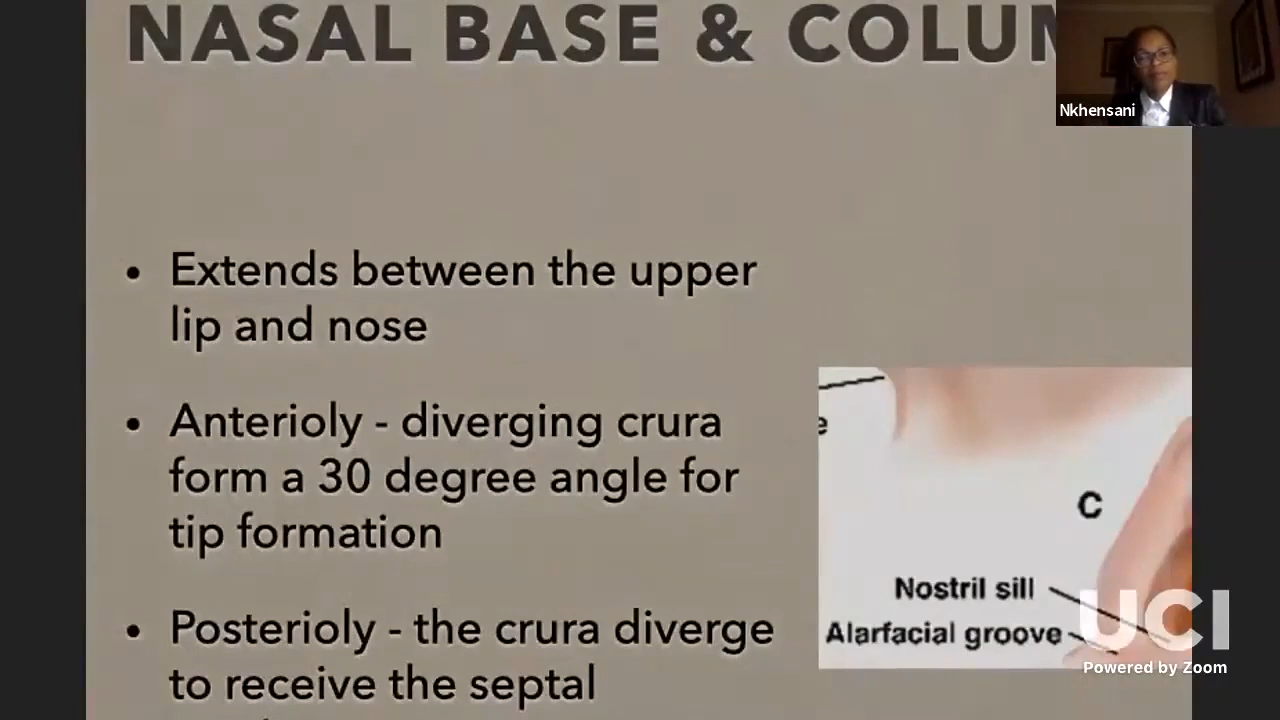 NASAL BASE & COLUM
Nkhensani
Extends between the upper
lip and nose
Anterioly - diverging crura
form a 30 degree angle for
tip formation
Posterioly - the crura diverge
to receive the septal
e
C
Nostril sill
Alarfacial groove
UCI
Powered by Zoom